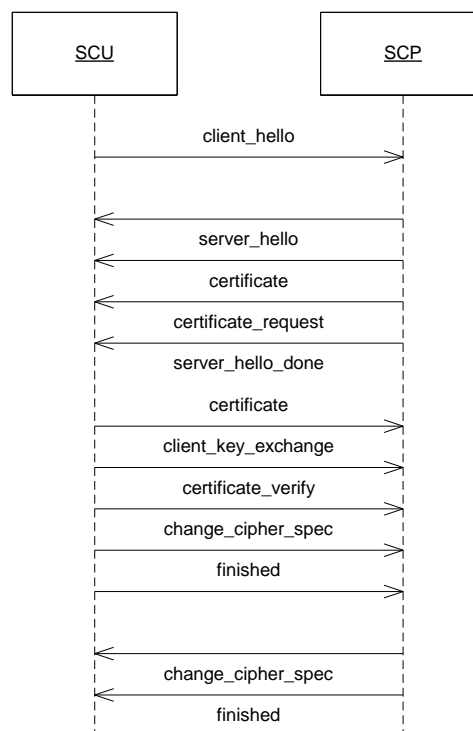 SCU
SCP
client_hello
server_hello
certificate
certificate_request
server_hello_done
certificate
client_key_exchange
certificate_verify
change_cipher_spec
finished
change_cipher_spec
finished